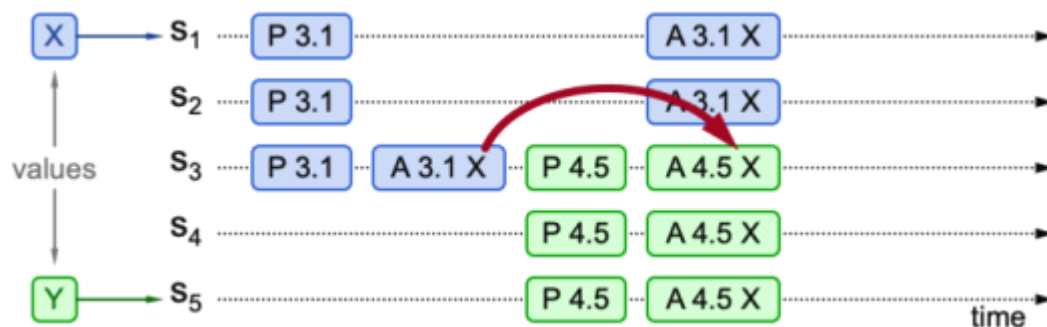 X S1 P 3.1 A 3.1 X
S2 P 3.1 A 3.1 X
values S3 P 3.1 A 3.1 X P 4.5 A 4.5 X
S4 P 4.5 A 4.5 X
Y S5 P 4.5 A 4.5 X
time